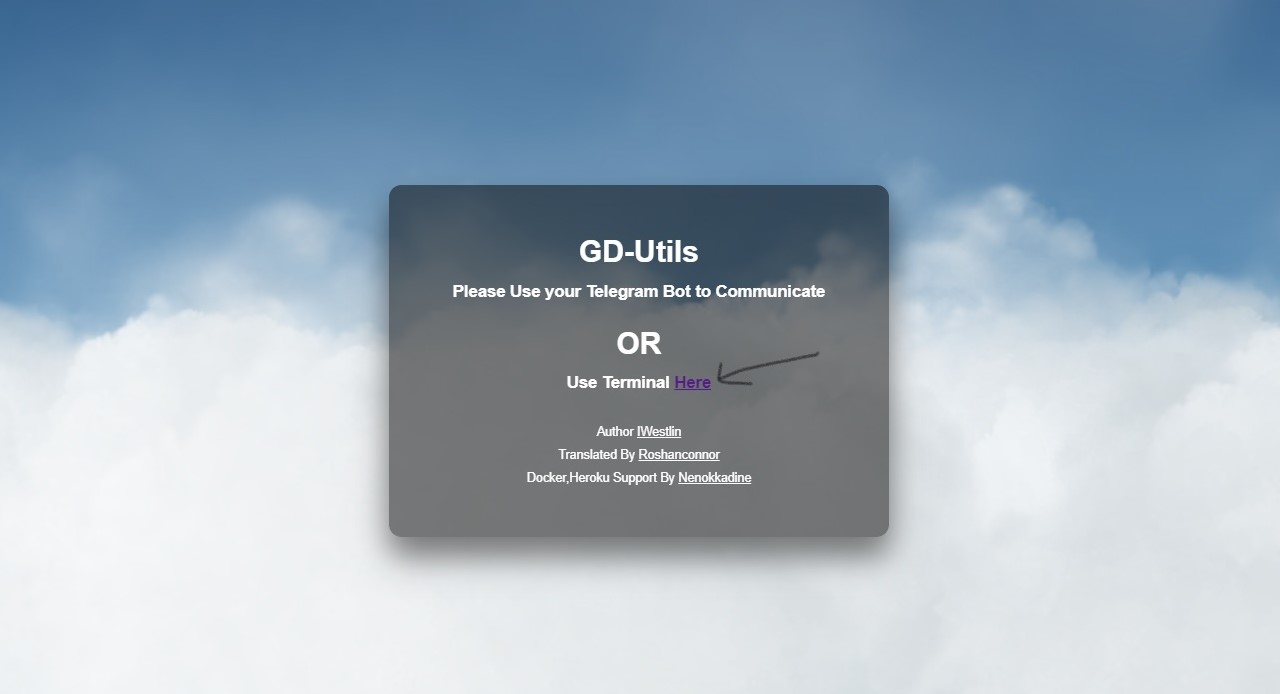 GD-Utils
Please Use your Telegram Bot to Communicate
OR
Use Terminal Here
Author IWestlin
Translated By Roshanconnor
Docker,Heroku Support By Nenokkadine